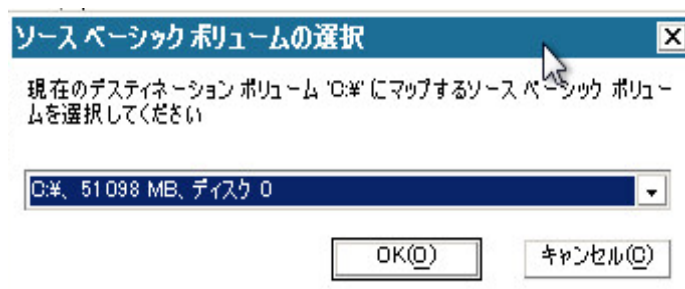 ソース ベーシック ボリュームの選択
現在のデスティネーション ボリューム 'C:¥' にマップするソース ベーシック ボリュー
ムを選択してください
C:¥、51098 MB、ディスク 0
OK(O)
キャンセル(C)